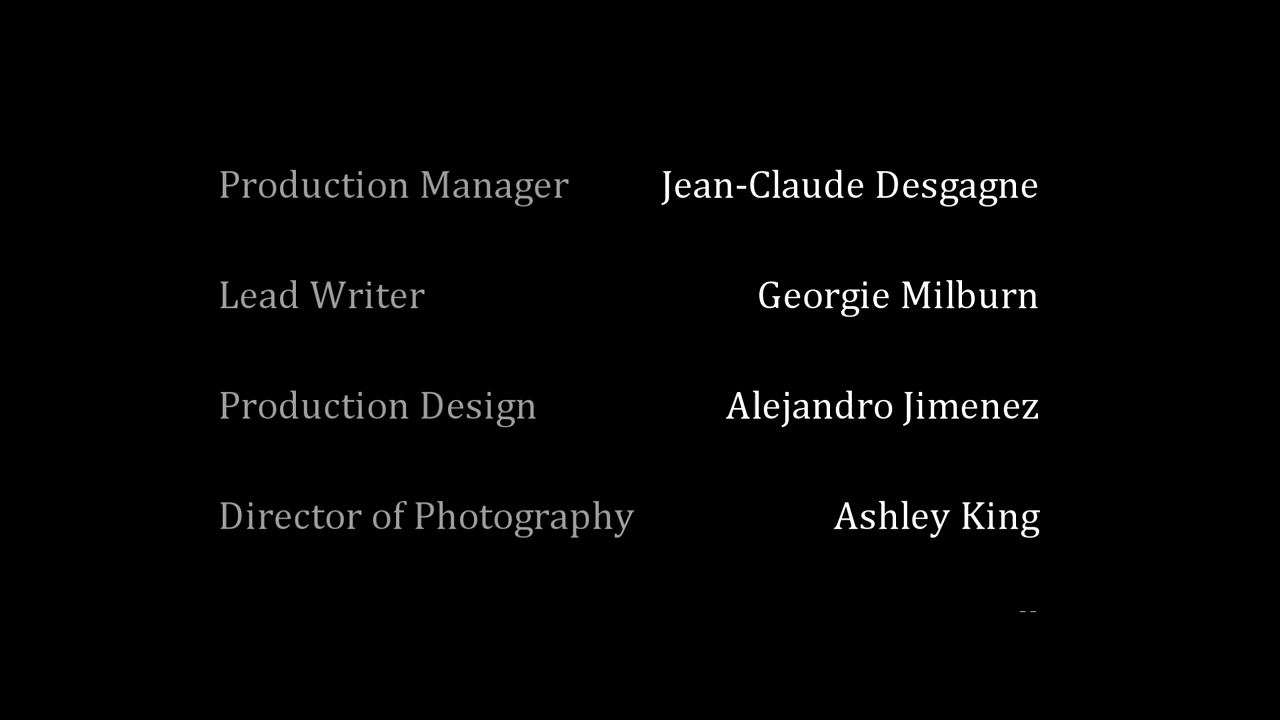 Production Manager Jean-Claude Desgagne
Lead Writer Georgie Milburn
Production Design Alejandro Jimenez
Director of Photography Ashley King